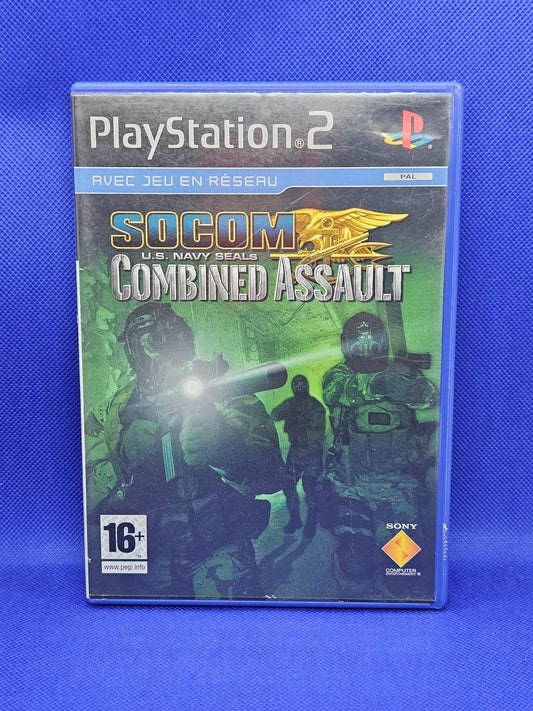 PlayStation®2
AVEC JEU EN RÉSEAU
PAL
SOCOM
U.S. NAVY SEALS
COMBINED ASSAULT
16+
www.pegi.info
SONY
COMPUTER
ENTERTAINMENT®